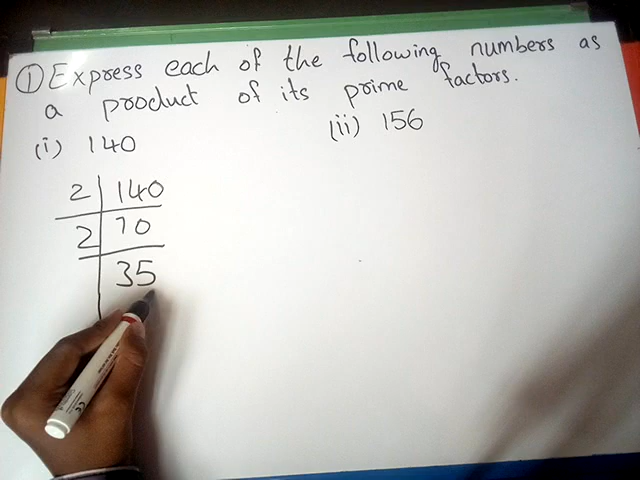 ① Express each of the following numbers as
a product of its prime factors.
(i) 140
(ii) 156
2 140
2 70
35